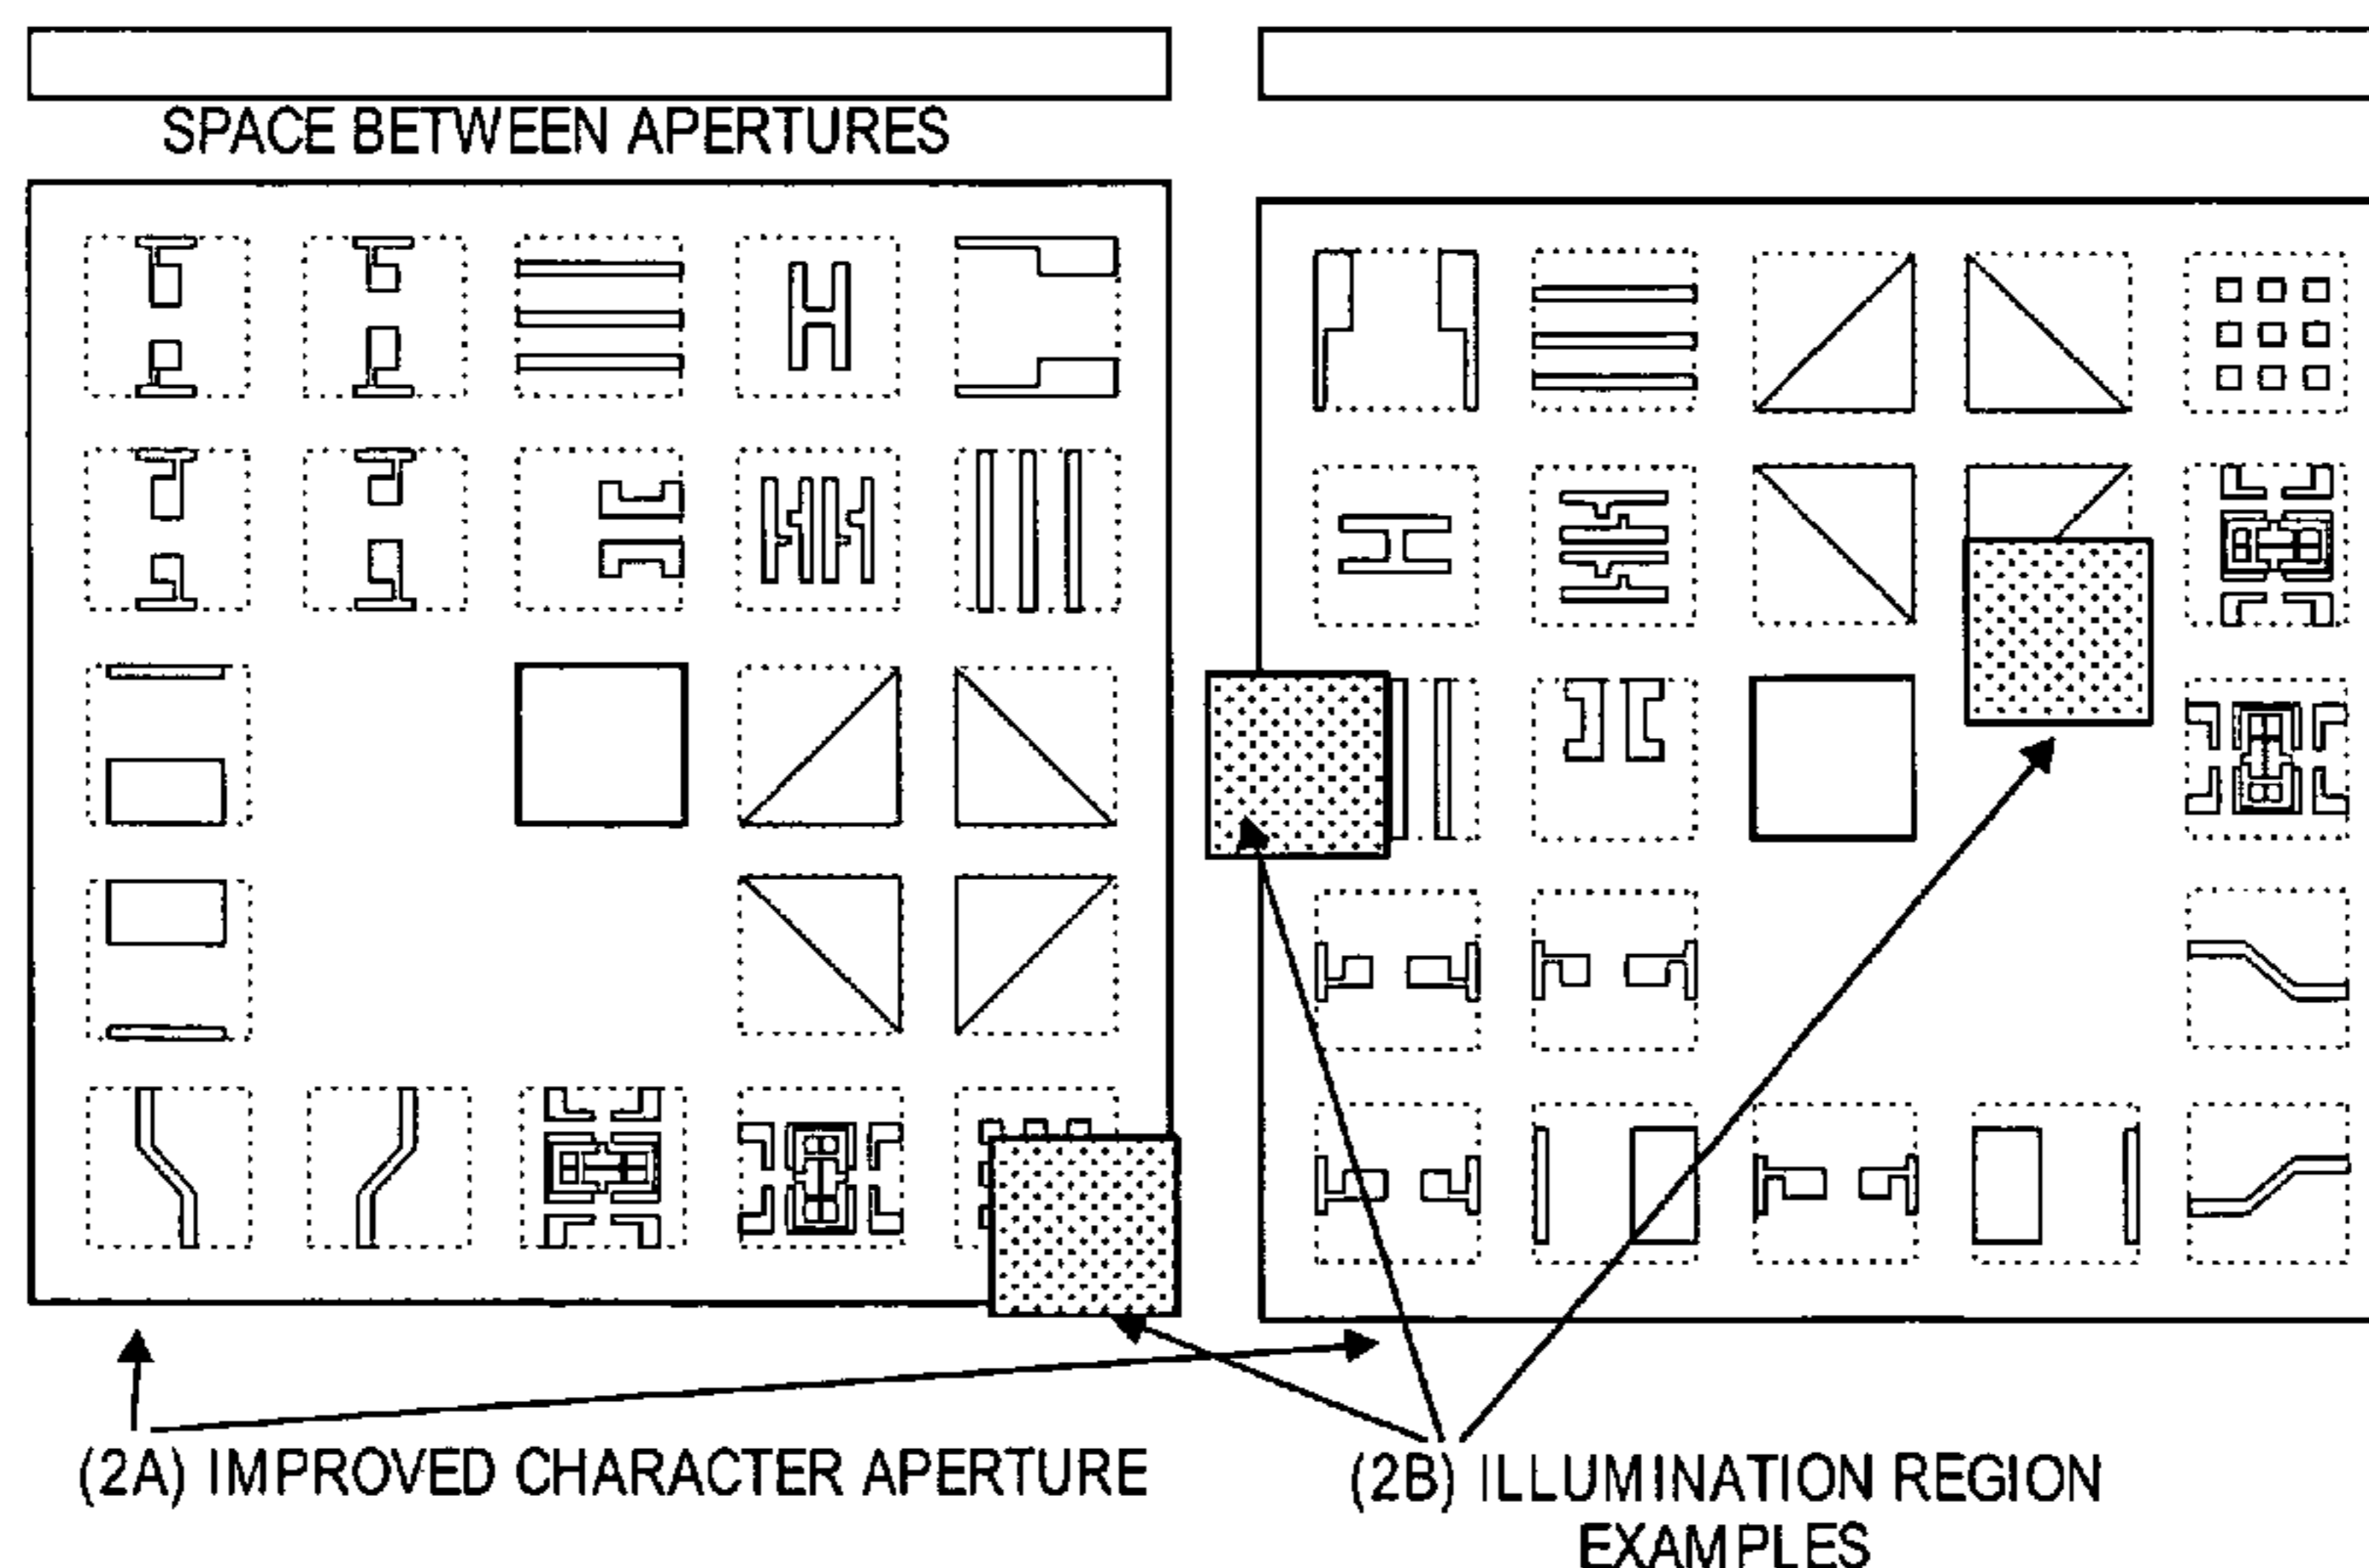 SPACE BETWEEN APERTURES
(2A) IMPROVED CHARACTER APERTURE
(2B) ILLUMINATION REGION
EXAMPLES